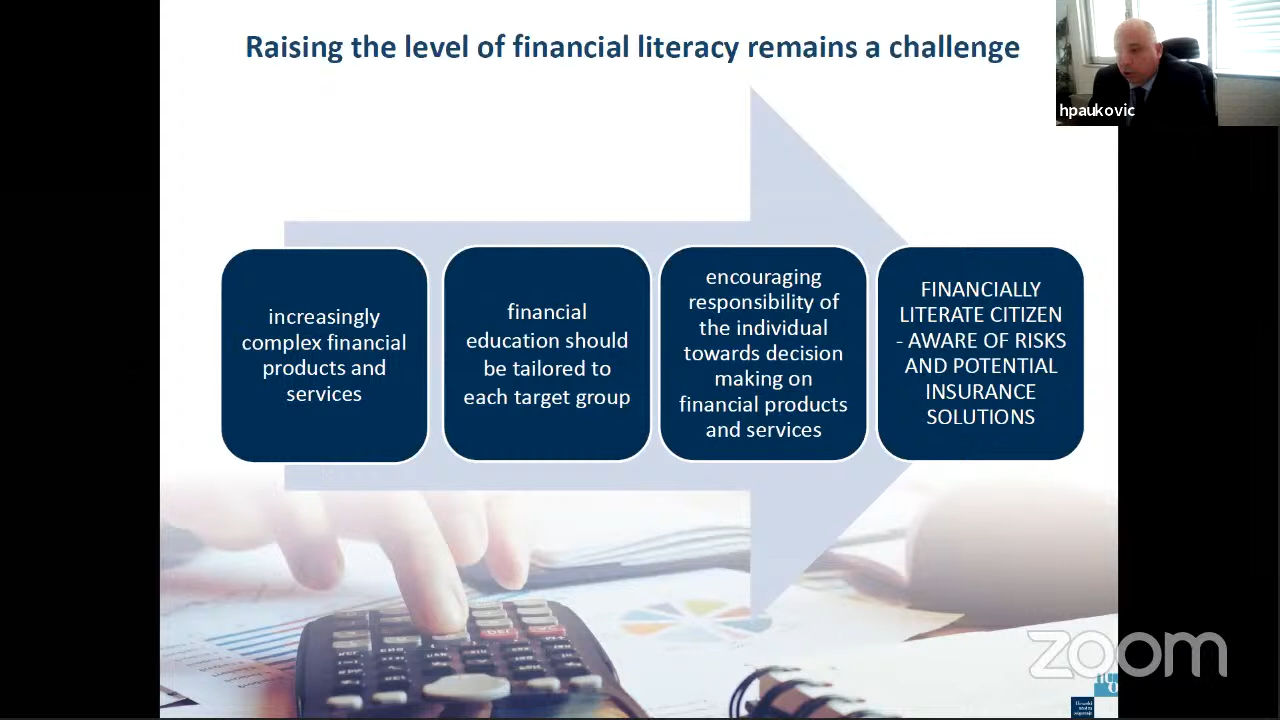 Raising the level of financial literacy remains a challenge
hpaukovic
increasingly
complex financial
products and
services
financial
education should
be tailored to
each target group
encouraging
responsibility of
the individual
towards decision
making on
financial products
and services
FINANCIALLY
LITERATE CITIZEN
- AWARE OF RISKS
AND POTENTIAL
INSURANCE
SOLUTIONS
zoom